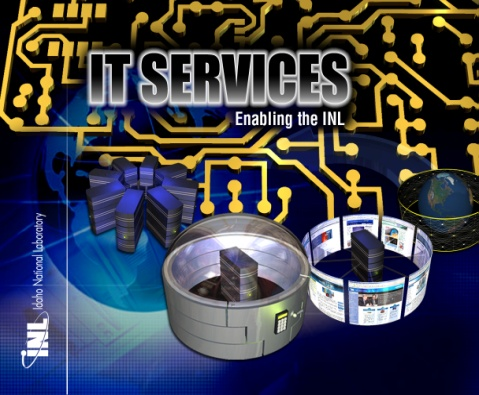 IT SERVICES
Enabling the INL
Idaho National Laboratory
INL